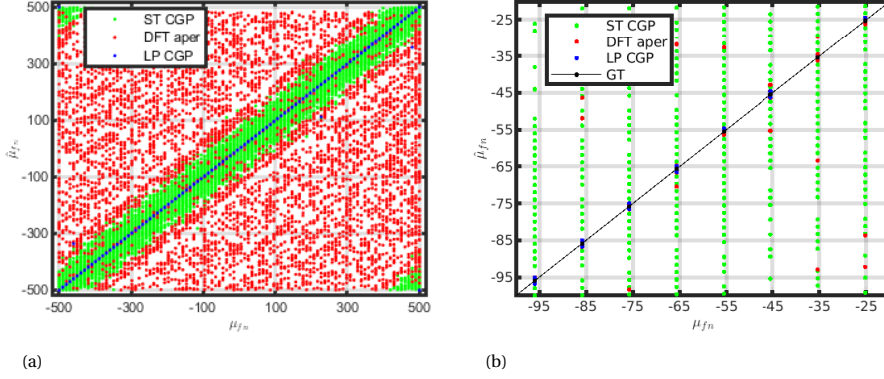 500
300
100
-100
-300
-500
μ̂_fn
ST CGP
DFT aper
LP CGP
-500 -300 -100 100 300 500
μ_fn
(a)
-25
-35
-45
-55
-65
-75
-85
-95
μ̂_fn
ST CGP
DFT aper
LP CGP
GT
-95 -85 -75 -65 -55 -45 -35 -25
μ_fn
(b)